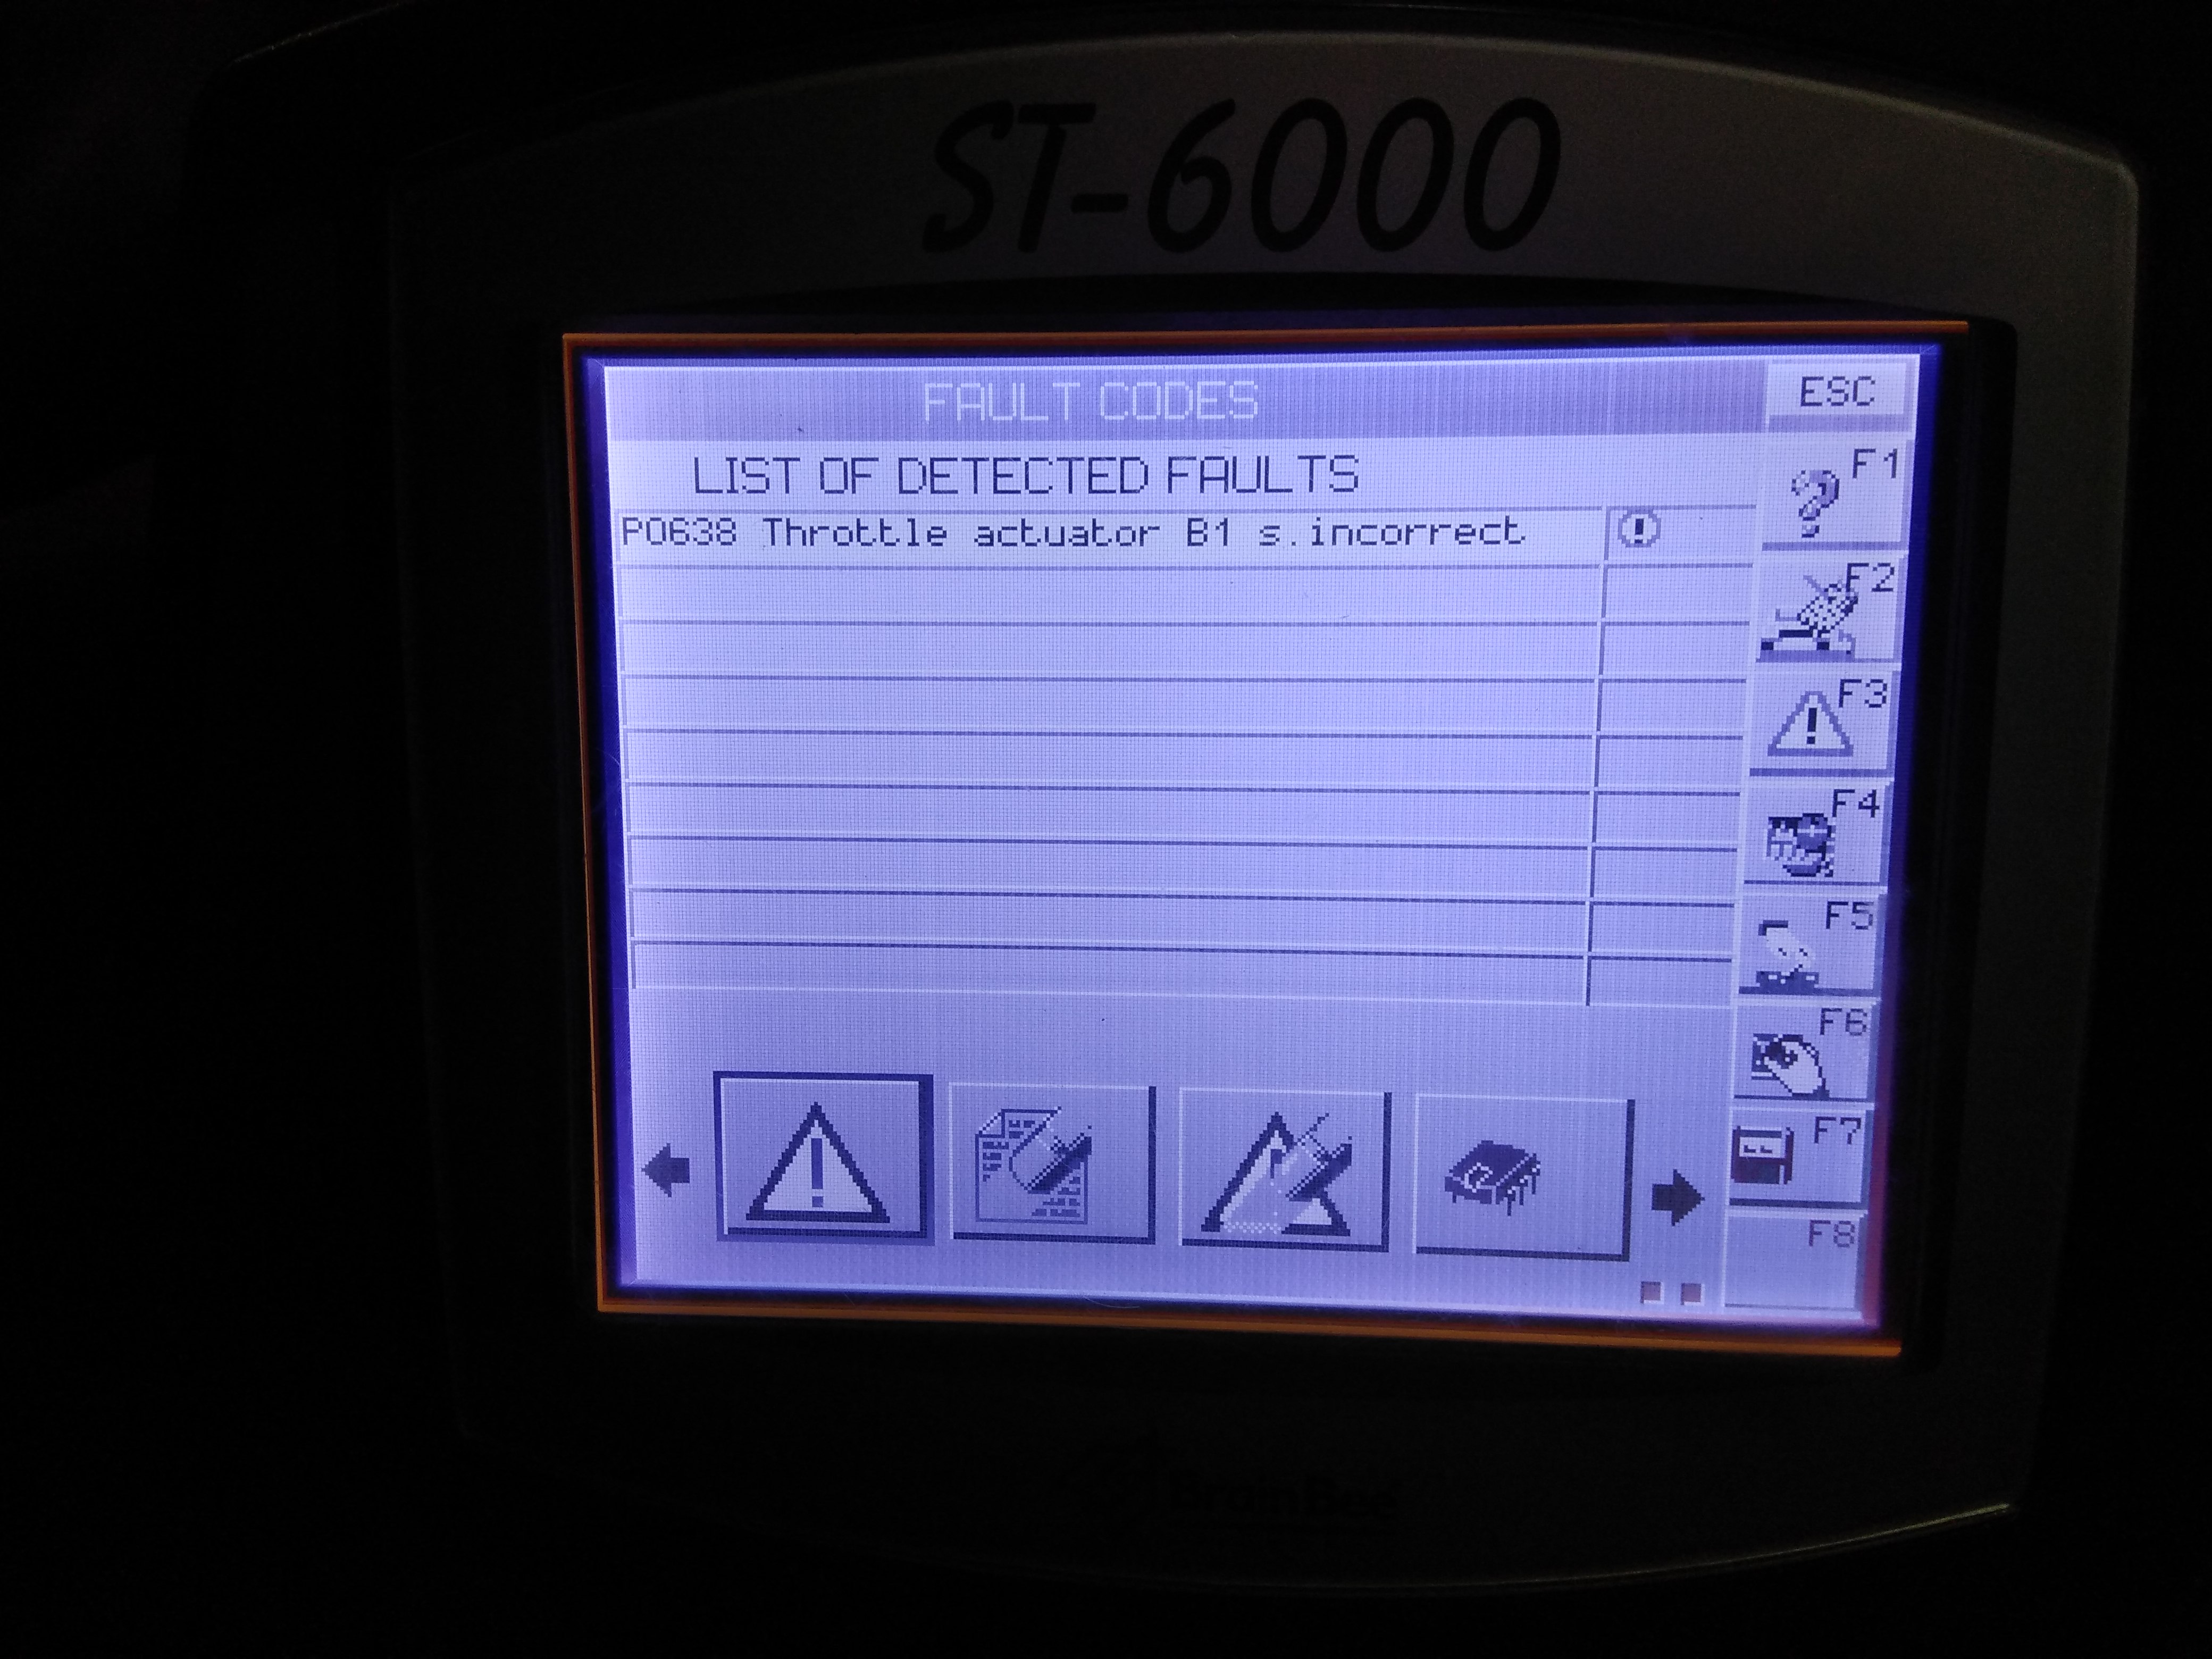 ST-6000
FAULT CODES
ESC
LIST OF DETECTED FAULTS
F1
P0638 Throttle actuator B1 s.incorrect
F2
F3
F4
F5
F6
F7
F8
BrainBee